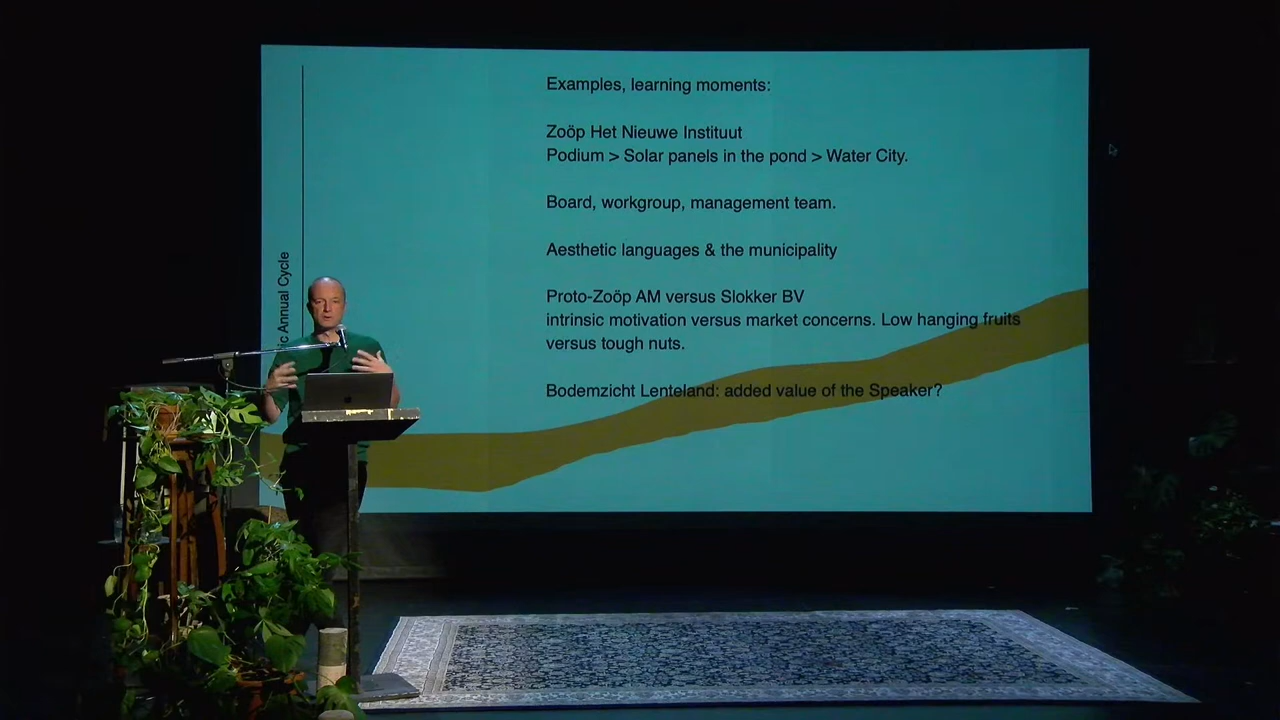 Examples, learning moments:
Zoöp Het Nieuwe Instituut
Podium > Solar panels in the pond > Water City.
Board, workgroup, management team.
Aesthetic languages & the municipality
Proto-Zoöp AM versus Slokker BV
intrinsic motivation versus market concerns. Low hanging fruits
versus tough nuts.
Bodemzicht Lenteland: added value of the Speaker?
Annual Cycle